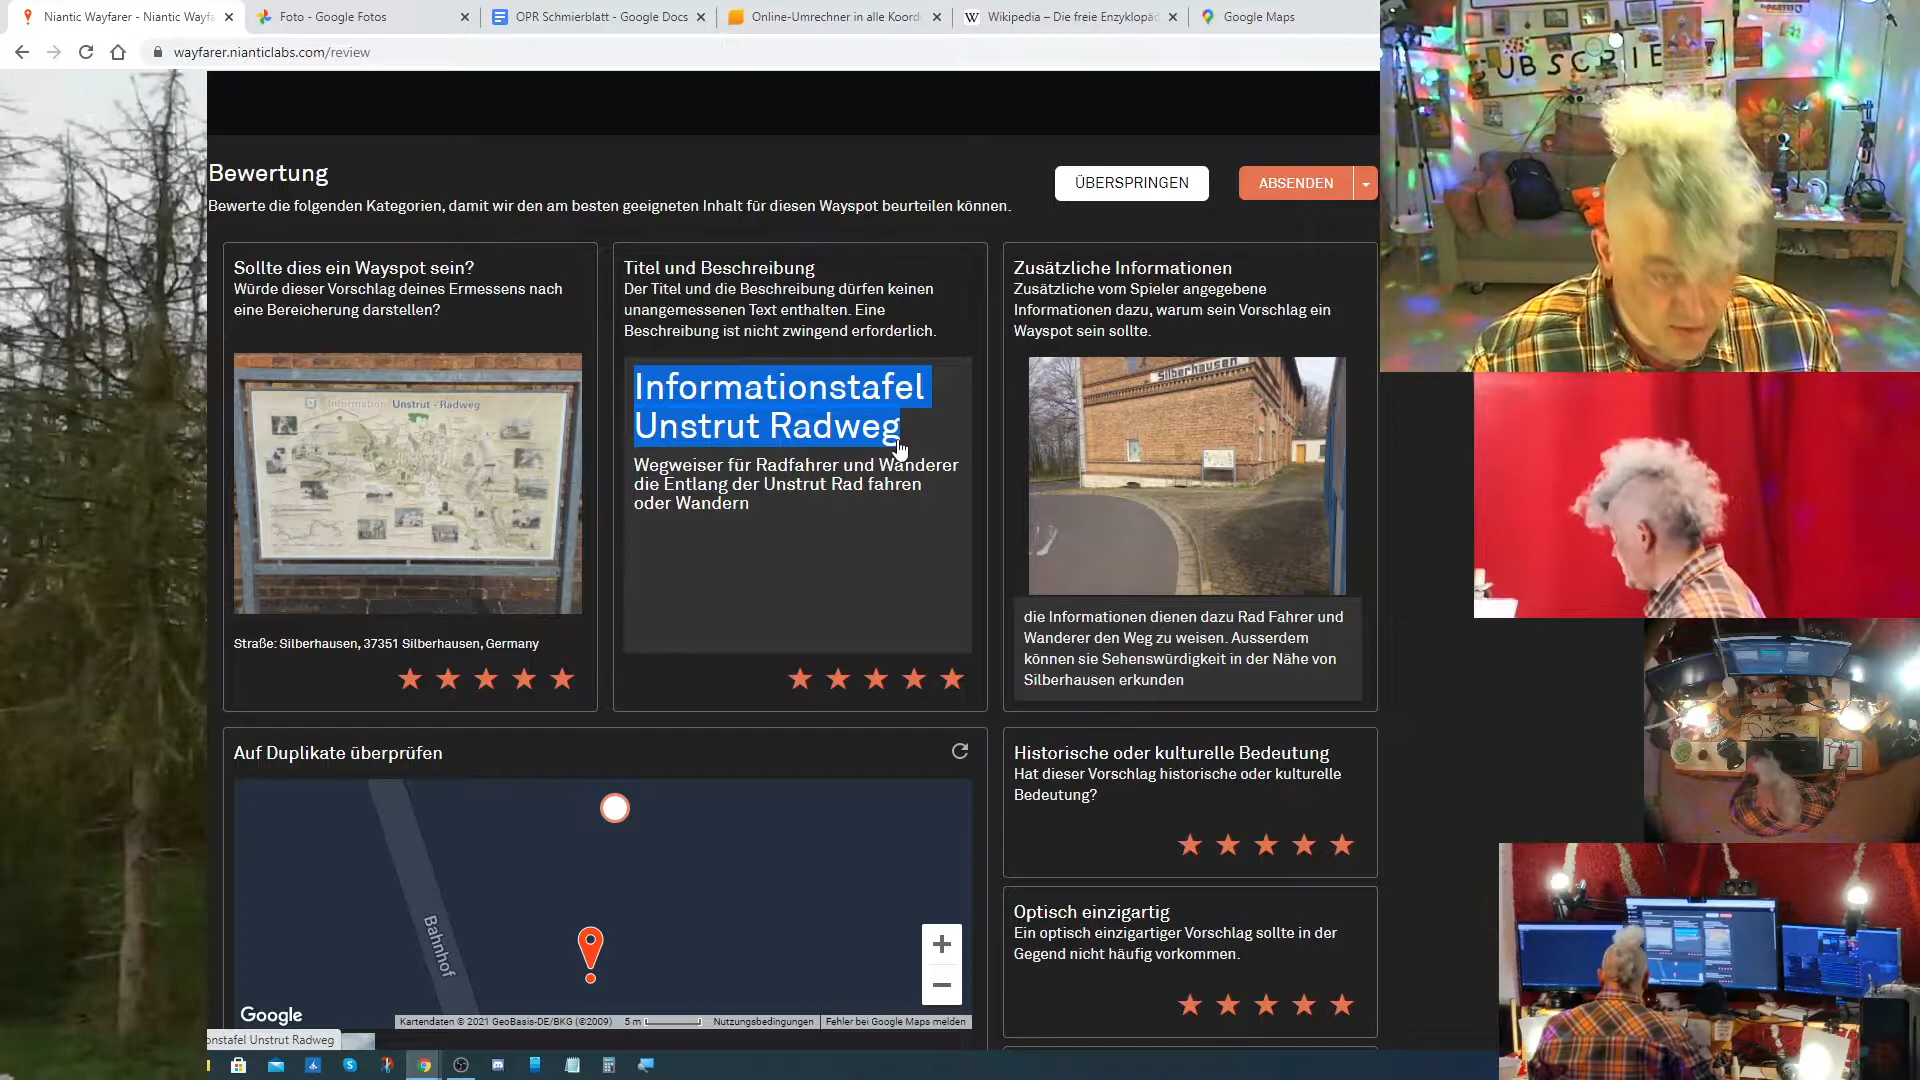 Niantic Wayfarer - Niantic Wayfa
Foto - Google Fotos
OPR Schmierblatt - Google Docs
Online-Umrechner in alle Koord
Wikipedia – Die freie Enzyklopäd
Google Maps
wayfarer.nianticlabs.com/review
UBSCRIE
Bewertung
Bewerte die folgenden Kategorien, damit wir den am besten geeigneten Inhalt für diesen Wayspot beurteilen können.
ÜBERSPRINGEN
ABSENDEN
Sollte dies ein Wayspot sein?
Würde dieser Vorschlag deines Ermessens nach
eine Bereicherung darstellen?
Information Unstrut - Radweg
Straße: Silberhausen, 37351 Silberhausen, Germany
Titel und Beschreibung
Der Titel und die Beschreibung dürfen keinen
unangemessenen Text enthalten. Eine
Beschreibung ist nicht zwingend erforderlich.
Informationstafel
Unstrut Radweg
Wegweiser für Radfahrer und Wanderer
die Entlang der Unstrut Rad fahren
oder Wandern
Zusätzliche Informationen
Zusätzliche vom Spieler angegebene
Informationen dazu, warum sein Vorschlag ein
Wayspot sein sollte.
Silberhausen
die Informationen dienen dazu Rad Fahrer und
Wanderer den Weg zu weisen. Ausserdem
können sie Sehenswürdigkeit in der Nähe von
Silberhausen erkunden
Auf Duplikate überprüfen
Bahnhof
Google
Kartendaten © 2021 GeoBasis-DE/BKG (©2009)
5 m
Nutzungsbedingungen
Fehler bei Google Maps melden
Historische oder kulturelle Bedeutung
Hat dieser Vorschlag historische oder kulturelle
Bedeutung?
Optisch einzigartig
Ein optisch einzigartiger Vorschlag sollte in der
Gegend nicht häufig vorkommen.
onstafel Unstrut Radweg